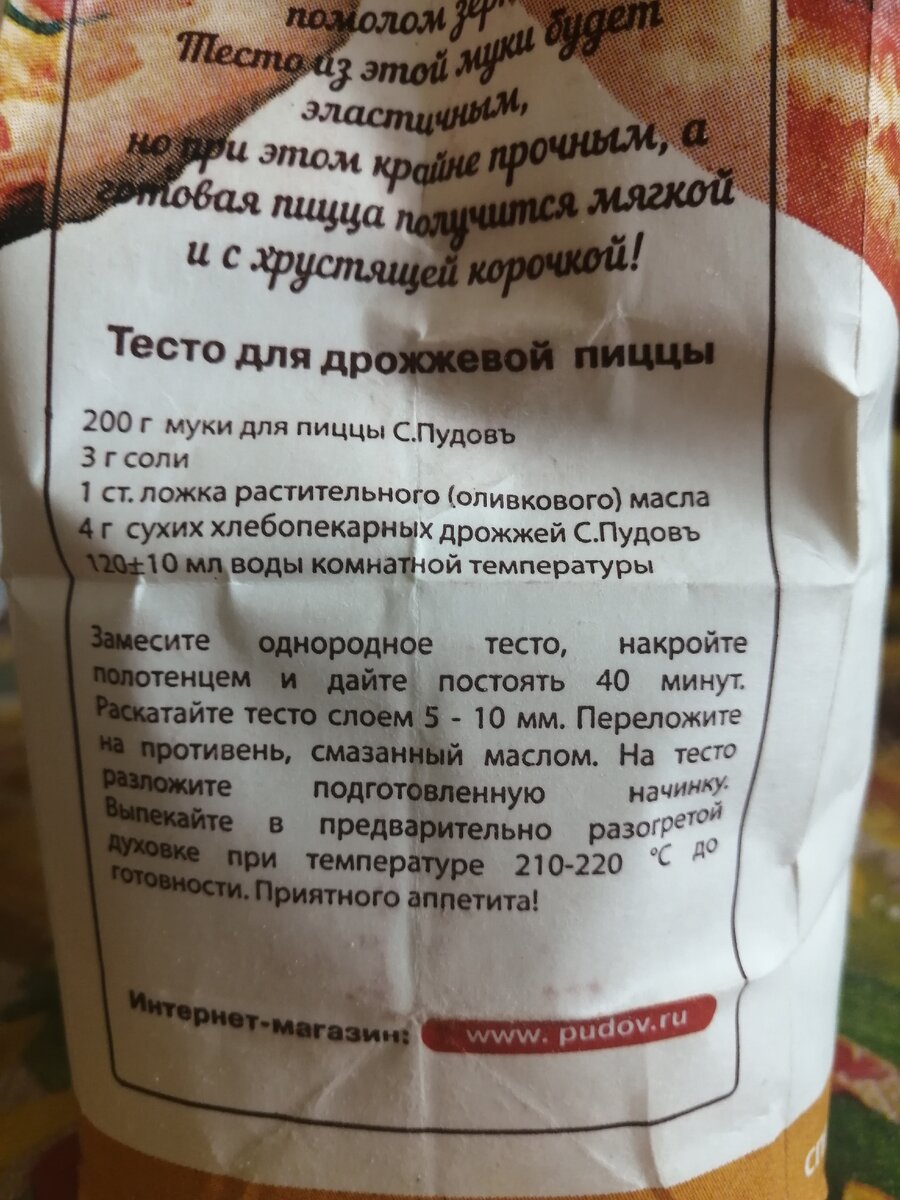 помолом
Тесто из этой муки будет
эластичным,
но при этом крайне прочным, а
готовая пицца получится мягкой
и с хрустящей корочкой!
Тесто для дрожжевой пиццы
200 г муки для пиццы С.Пудовъ
3 г соли
1 ст. ложка растительного (оливкового) масла
4 г сухих хлебопекарных дрожжей С.Пудовъ
120±10 мл воды комнатной температуры
Замесите однородное тесто, накройте
полотенцем и дайте постоять 40 минут.
Раскатайте тесто слоем 5 - 10 мм. Переложите
на противень, смазанный маслом. На тесто
разложите подготовленную начинку.
Выпекайте в предварительно разогретой
духовке при температуре 210-220 °С до
готовности. Приятного аппетита!
Интернет-магазин: www. pudov.ru